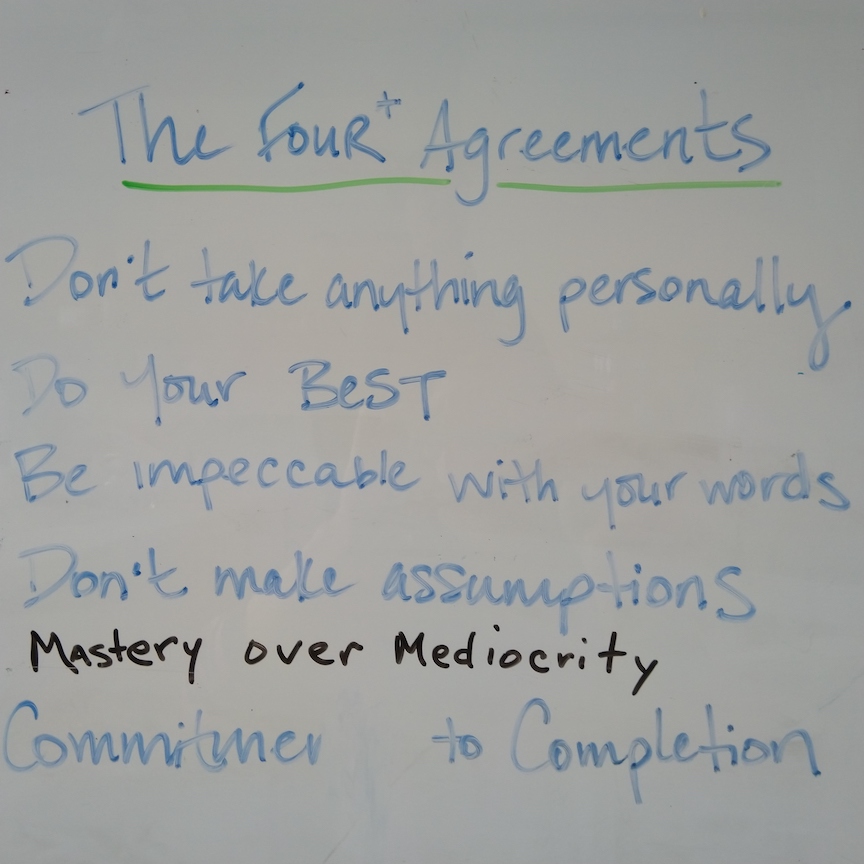 The Four+ Agreements
Don't take anything personally.
Do Your BEST
Be impeccable with your words
Don't make assumptions
Mastery over Mediocrity
to Completion